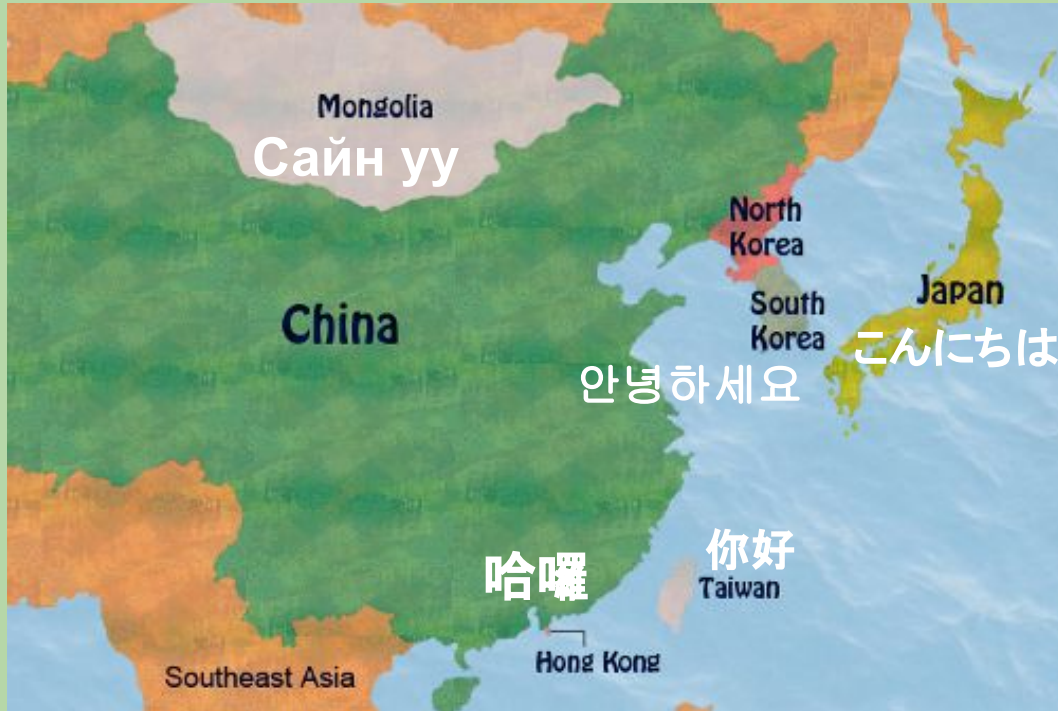 Mongolia
Сайн уу
North
Korea
China
South
Korea
Japan
こんにちは
안녕하세요
哈囉
你好
Taiwan
Hong Kong
Southeast Asia